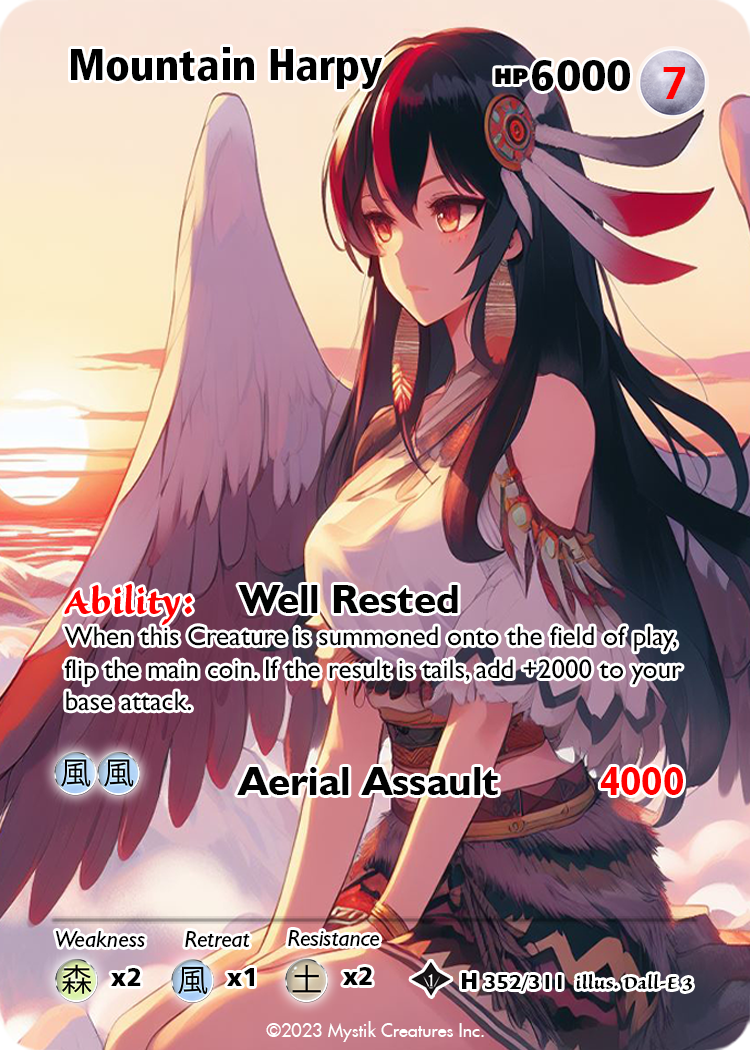 Mountain Harpy HP6000 7
Ability: Well Rested
When this Creature is summoned onto the field of play,
flip the main coin. If the result is tails, add +2000 to your
base attack.
風風 Aerial Assault 4000
Weakness Retreat Resistance
森 x2 風 x1 土 x2 1 H 352/311 illus. Dall-E 3
©2023 Mystik Creatures Inc.